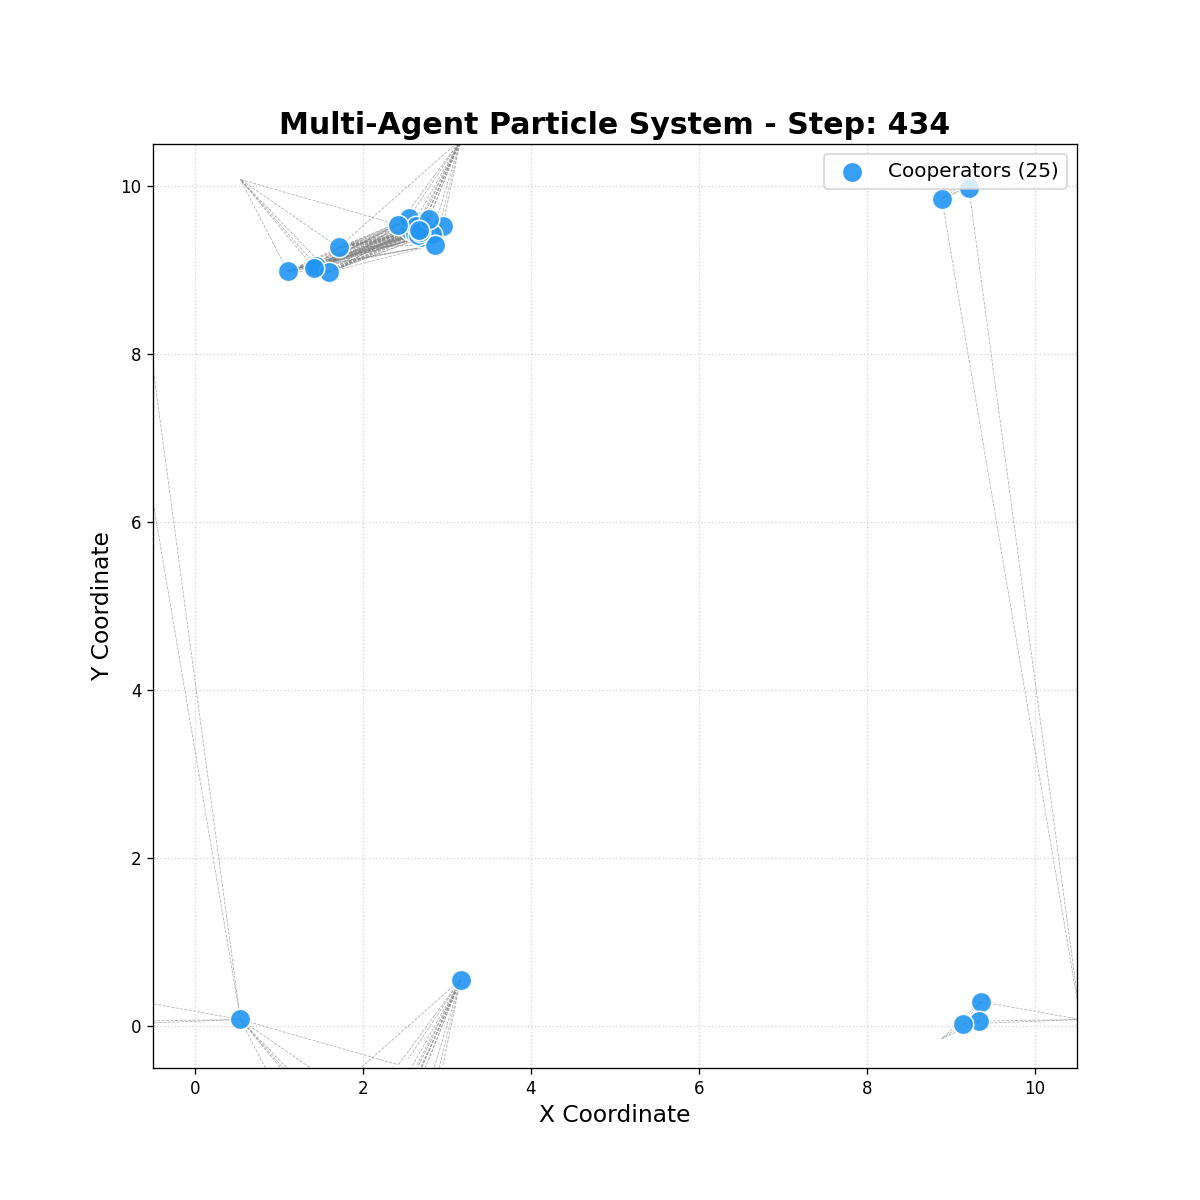 Multi-Agent Particle System - Step: 434
Cooperators (25)
10
8
6
4
2
0
Y Coordinate
0 2 4 6 8 10
X Coordinate